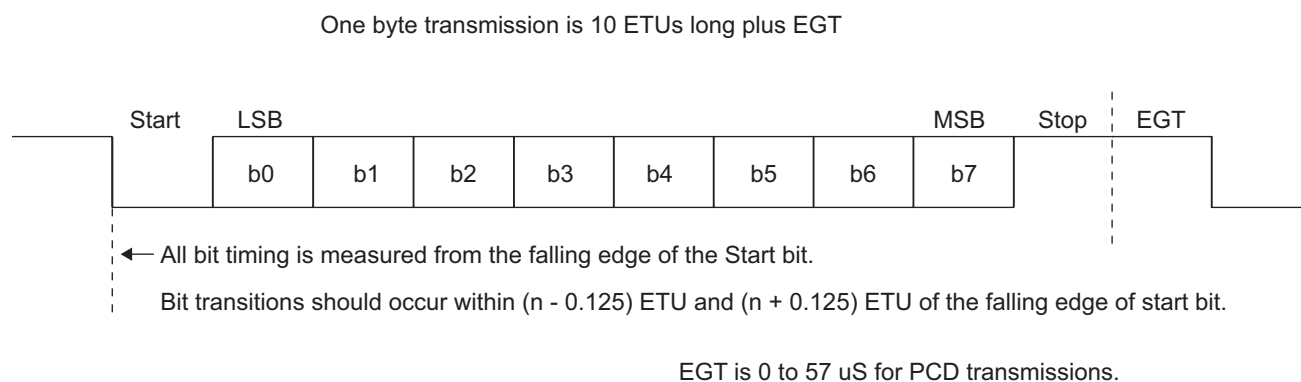 One byte transmission is 10 ETUs long plus EGT
Start LSB MSB Stop EGT
b0 b1 b2 b3 b4 b5 b6 b7
All bit timing is measured from the falling edge of the Start bit.
Bit transitions should occur within (n - 0.125) ETU and (n + 0.125) ETU of the falling edge of start bit.
EGT is 0 to 57 uS for PCD transmissions.